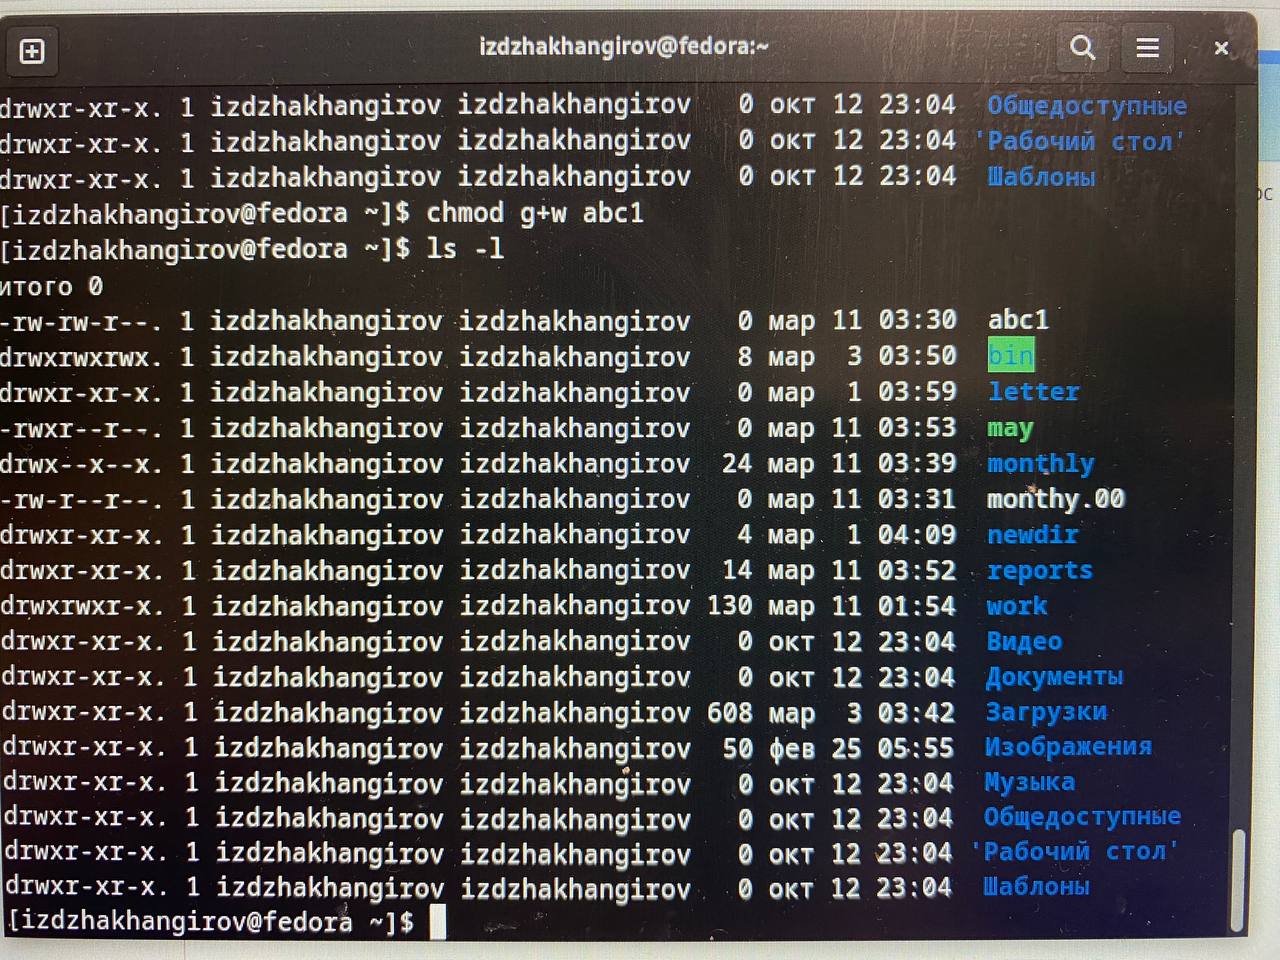 izdzhakhangirov@fedora:~
drwxr-xr-x. 1 izdzhakhangirov izdzhakhangirov 0 окт 12 23:04 Общедоступные
drwxr-xr-x. 1 izdzhakhangirov izdzhakhangirov 0 окт 12 23:04 'Рабочий стол'
drwxr-xr-x. 1 izdzhakhangirov izdzhakhangirov 0 окт 12 23:04 Шаблоны
[izdzhakhangirov@fedora ~]$ chmod g+w abc1
[izdzhakhangirov@fedora ~]$ ls -l
итого 0
-rw-rw-r--. 1 izdzhakhangirov izdzhakhangirov 0 мар 11 03:30 abc1
drwxrwxrwx. 1 izdzhakhangirov izdzhakhangirov 8 мар 3 03:50 bin
drwxr-xr-x. 1 izdzhakhangirov izdzhakhangirov 0 мар 1 03:59 letter
-rwxr--r--. 1 izdzhakhangirov izdzhakhangirov 0 мар 11 03:53 may
drwx--x--x. 1 izdzhakhangirov izdzhakhangirov 24 мар 11 03:39 monthly
-rw-r--r--. 1 izdzhakhangirov izdzhakhangirov 0 мар 11 03:31 monthy.00
drwxr-xr-x. 1 izdzhakhangirov izdzhakhangirov 4 мар 1 04:09 newdir
drwxr-xr-x. 1 izdzhakhangirov izdzhakhangirov 14 мар 11 03:52 reports
drwxrwxr-x. 1 izdzhakhangirov izdzhakhangirov 130 мар 11 01:54 work
drwxr-xr-x. 1 izdzhakhangirov izdzhakhangirov 0 окт 12 23:04 Видео
drwxr-xr-x. 1 izdzhakhangirov izdzhakhangirov 0 окт 12 23:04 Документы
drwxr-xr-x. 1 izdzhakhangirov izdzhakhangirov 608 мар 3 03:42 Загрузки
drwxr-xr-x. 1 izdzhakhangirov izdzhakhangirov 50 фев 25 05:55 Изображения
drwxr-xr-x. 1 izdzhakhangirov izdzhakhangirov 0 окт 12 23:04 Музыка
drwxr-xr-x. 1 izdzhakhangirov izdzhakhangirov 0 окт 12 23:04 Общедоступные
drwxr-xr-x. 1 izdzhakhangirov izdzhakhangirov 0 окт 12 23:04 'Рабочий стол'
drwxr-xr-x. 1 izdzhakhangirov izdzhakhangirov 0 окт 12 23:04 Шаблоны
[izdzhakhangirov@fedora ~]$